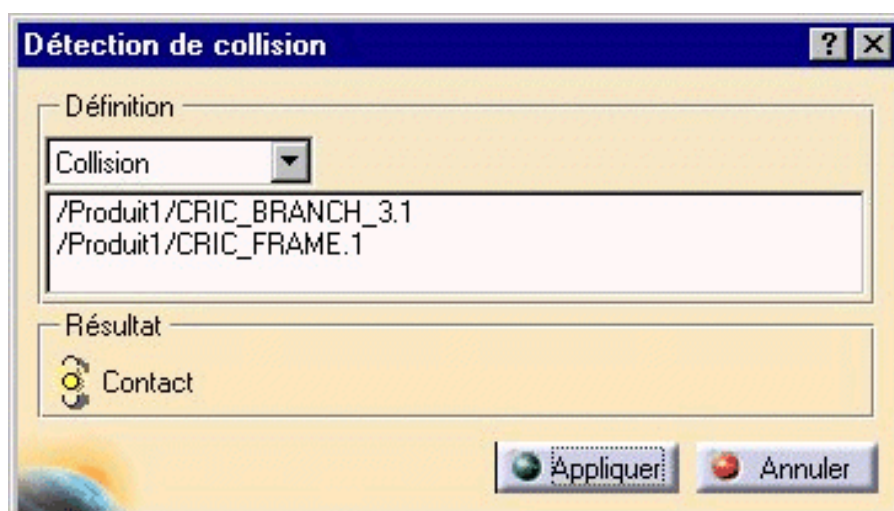 Détection de collision
Définition
Collision
/Produit1/CRIC_BRANCH_3.1
/Produit1/CRIC_FRAME.1
Résultat
Contact
Appliquer Annuler